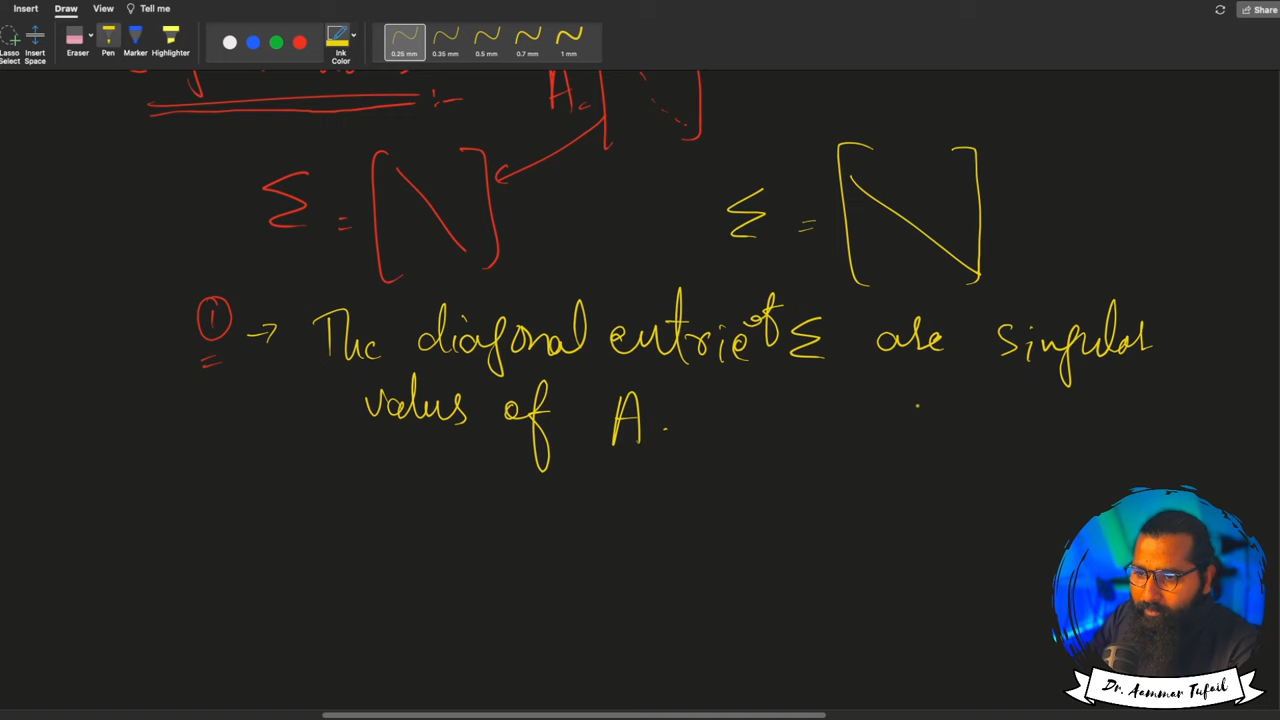 Insert Draw View Tell me
Share
Lasso Select
Insert Space
Eraser
Pen
Marker
Highlighter
Ink Color
0.25 mm 0.35 mm 0.5 mm 0.7 mm 1 mm
A
Σ = [\]
Σ = [\]
① → The diagonal entrie of Σ are singular
value of A.
Dr. Aammar Tufail